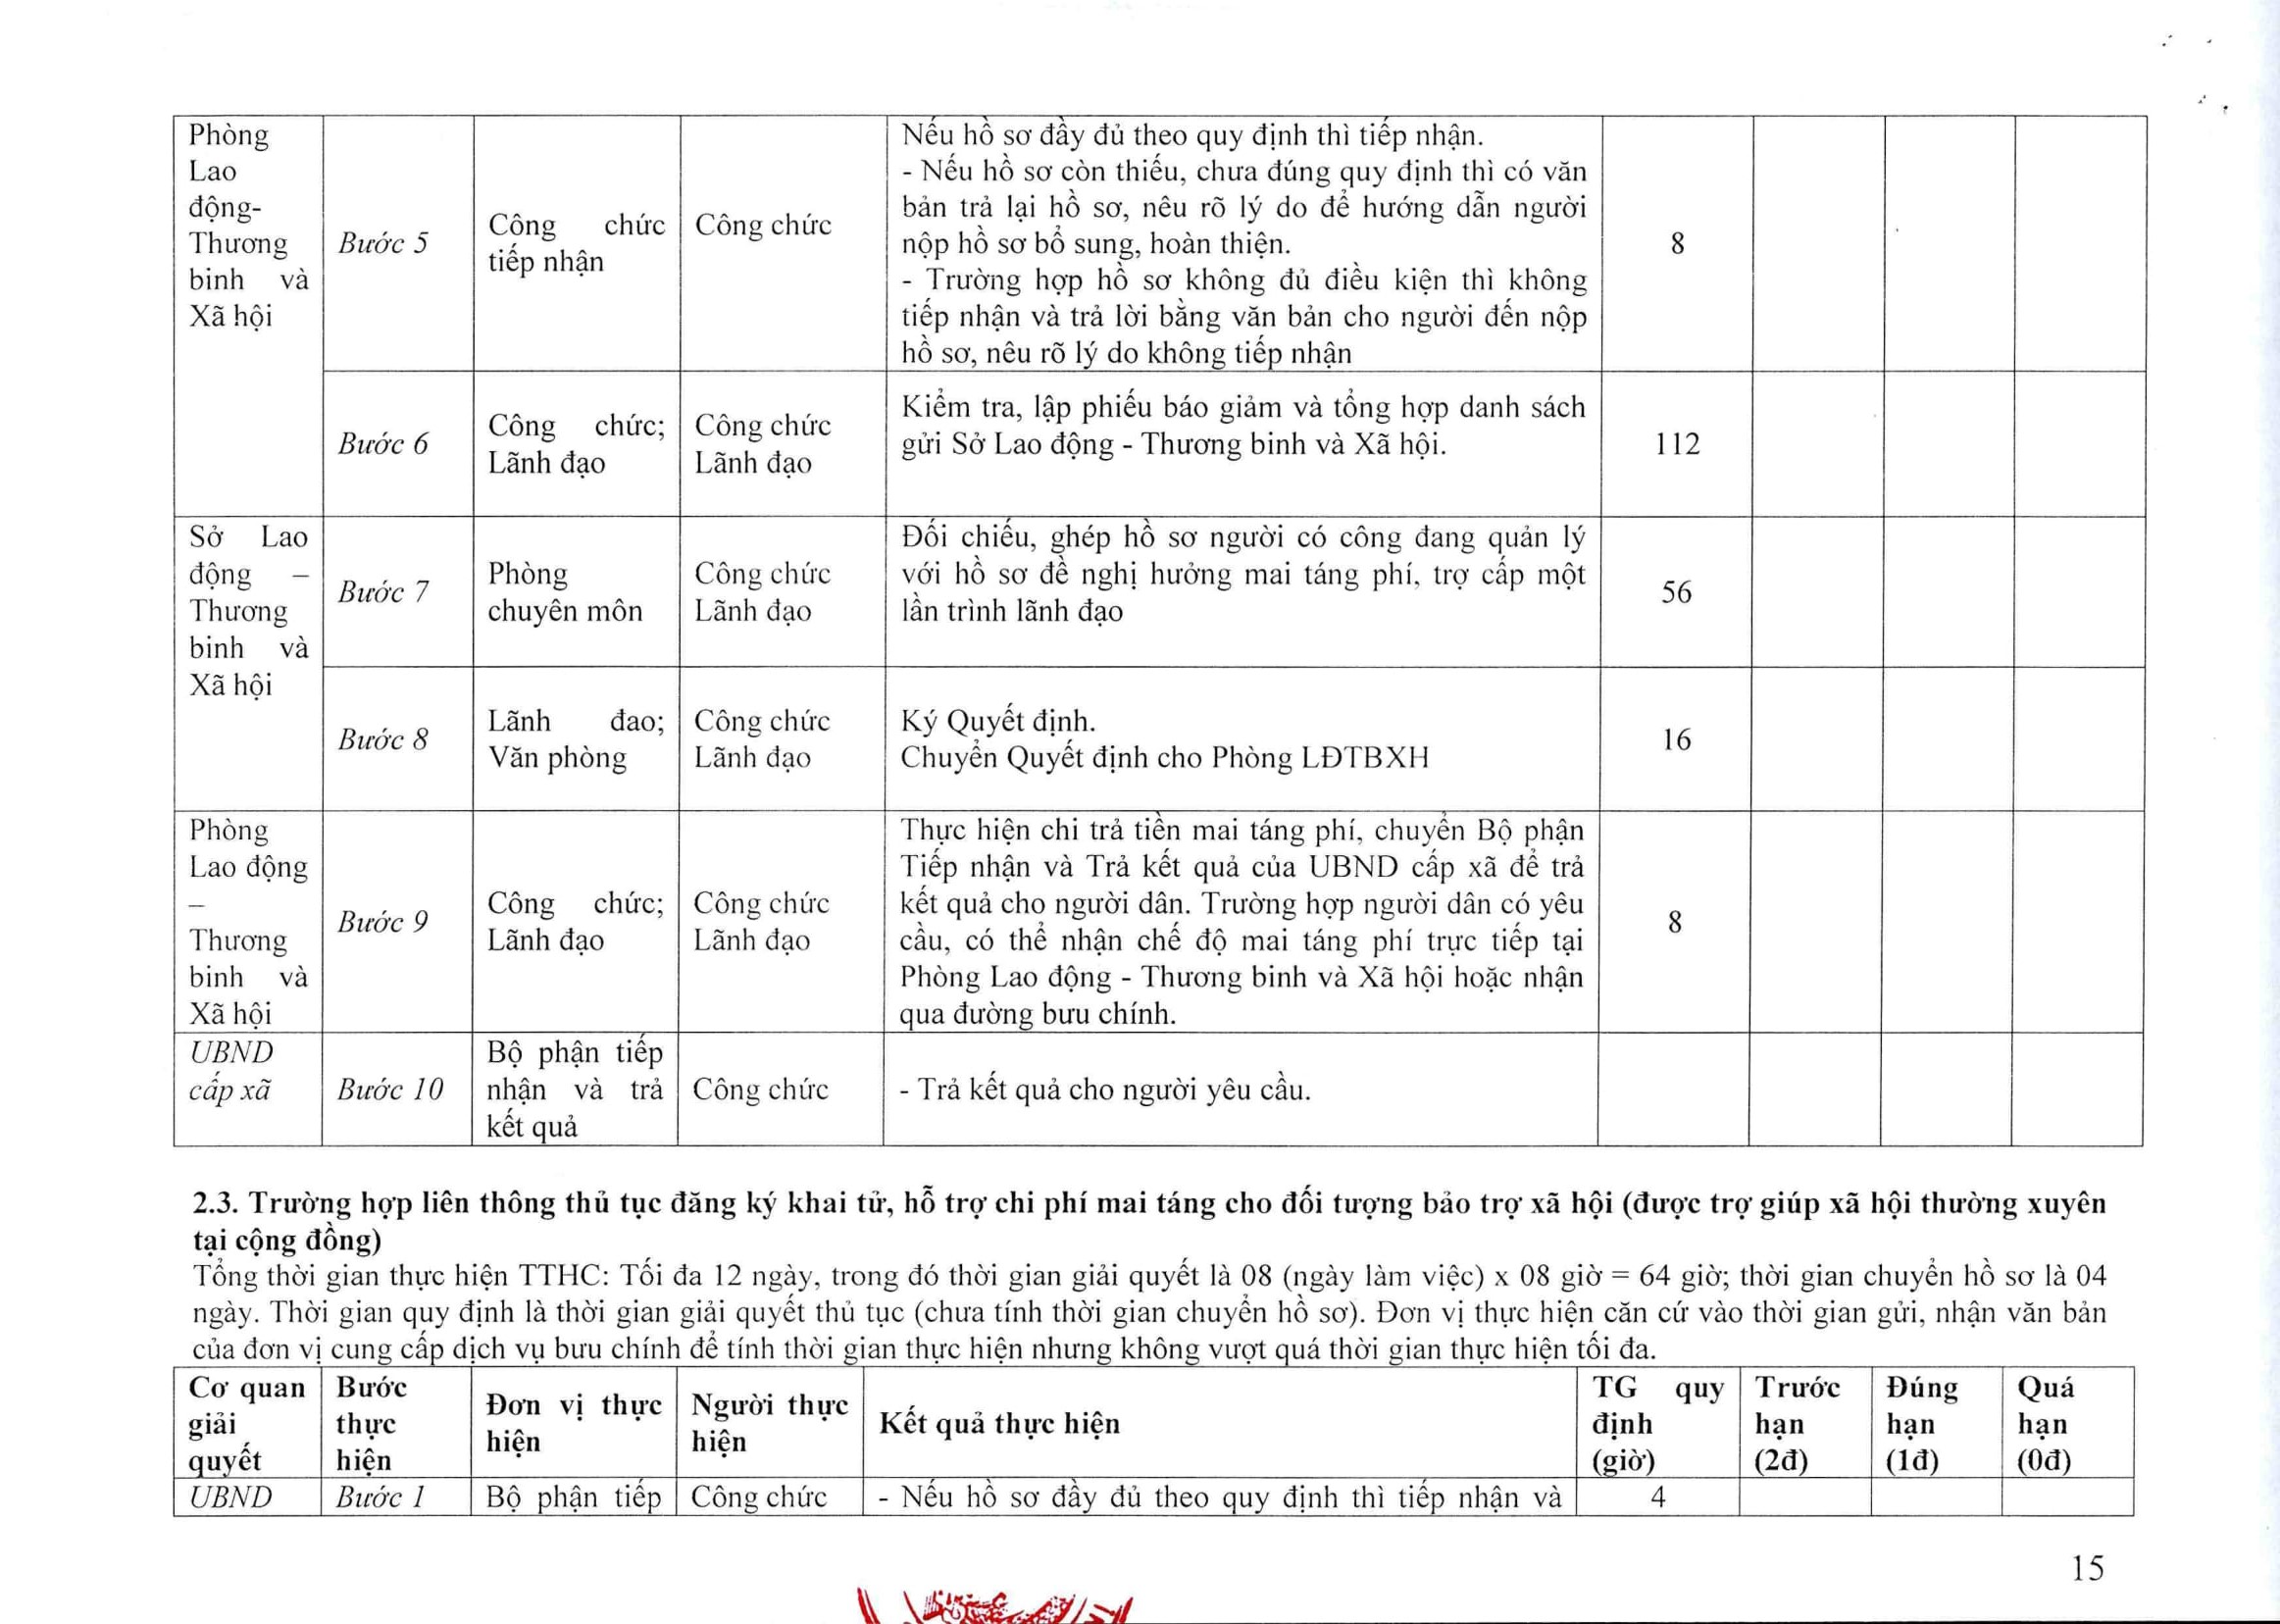 Phòng
Lao
động-
Thương
binh và
Xã hội
Bước 5
Công chức
tiếp nhận
Công chức
Nếu hồ sơ đầy đủ theo quy định thì tiếp nhận.
- Nếu hồ sơ còn thiếu, chưa đúng quy định thì có văn
bản trả lại hồ sơ, nêu rõ lý do để hướng dẫn người
nộp hồ sơ bổ sung, hoàn thiện.
- Trường hợp hồ sơ không đủ điều kiện thì không
tiếp nhận và trả lời bằng văn bản cho người đến nộp
hồ sơ, nêu rõ lý do không tiếp nhận
8
Bước 6
Công chức;
Lãnh đạo
Công chức
Lãnh đạo
Kiểm tra, lập phiếu báo giảm và tổng hợp danh sách
gửi Sở Lao động - Thương binh và Xã hội.
112
Sở Lao
động –
Thương
binh và
Xã hội
Bước 7
Phòng
chuyên môn
Công chức
Lãnh đạo
Đối chiếu, ghép hồ sơ người có công đang quản lý
với hồ sơ đề nghị hưởng mai táng phí, trợ cấp một
lần trình lãnh đạo
56
Bước 8
Lãnh đao;
Văn phòng
Công chức
Lãnh đạo
Ký Quyết định.
Chuyển Quyết định cho Phòng LĐTBXH
16
Phòng
Lao động
–
Thương
binh và
Xã hội
Bước 9
Công chức;
Lãnh đạo
Công chức
Lãnh đạo
Thực hiện chi trả tiền mai táng phí, chuyển Bộ phận
Tiếp nhận và Trả kết quả của UBND cấp xã để trả
kết quả cho người dân. Trường hợp người dân có yêu
cầu, có thể nhận chế độ mai táng phí trực tiếp tại
Phòng Lao động - Thương binh và Xã hội hoặc nhận
qua đường bưu chính.
8
UBND
cấp xã
Bước 10
Bộ phận tiếp
nhận và trả
kết quả
Công chức
- Trả kết quả cho người yêu cầu.
2.3. Trường hợp liên thông thủ tục đăng ký khai tử, hỗ trợ chi phí mai táng cho đối tượng bảo trợ xã hội (được trợ giúp xã hội thường xuyên
tại cộng đồng)
Tổng thời gian thực hiện TTHC: Tối đa 12 ngày, trong đó thời gian giải quyết là 08 (ngày làm việc) x 08 giờ = 64 giờ; thời gian chuyển hồ sơ là 04
ngày. Thời gian quy định là thời gian giải quyết thủ tục (chưa tính thời gian chuyển hồ sơ). Đơn vị thực hiện căn cứ vào thời gian gửi, nhận văn bản
của đơn vị cung cấp dịch vụ bưu chính để tính thời gian thực hiện nhưng không vượt quá thời gian thực hiện tối đa.
Cơ quan
giải
quyết
Bước
thực
hiện
Đơn vị thực
hiện
Người thực
hiện
Kết quả thực hiện
TG quy
định
(giờ)
Trước
hạn
(2đ)
Đúng
hạn
(1đ)
Quá
hạn
(0đ)
UBND
Bước 1
Bộ phận tiếp
Công chức
- Nếu hồ sơ đầy đủ theo quy định thì tiếp nhận và
4
15